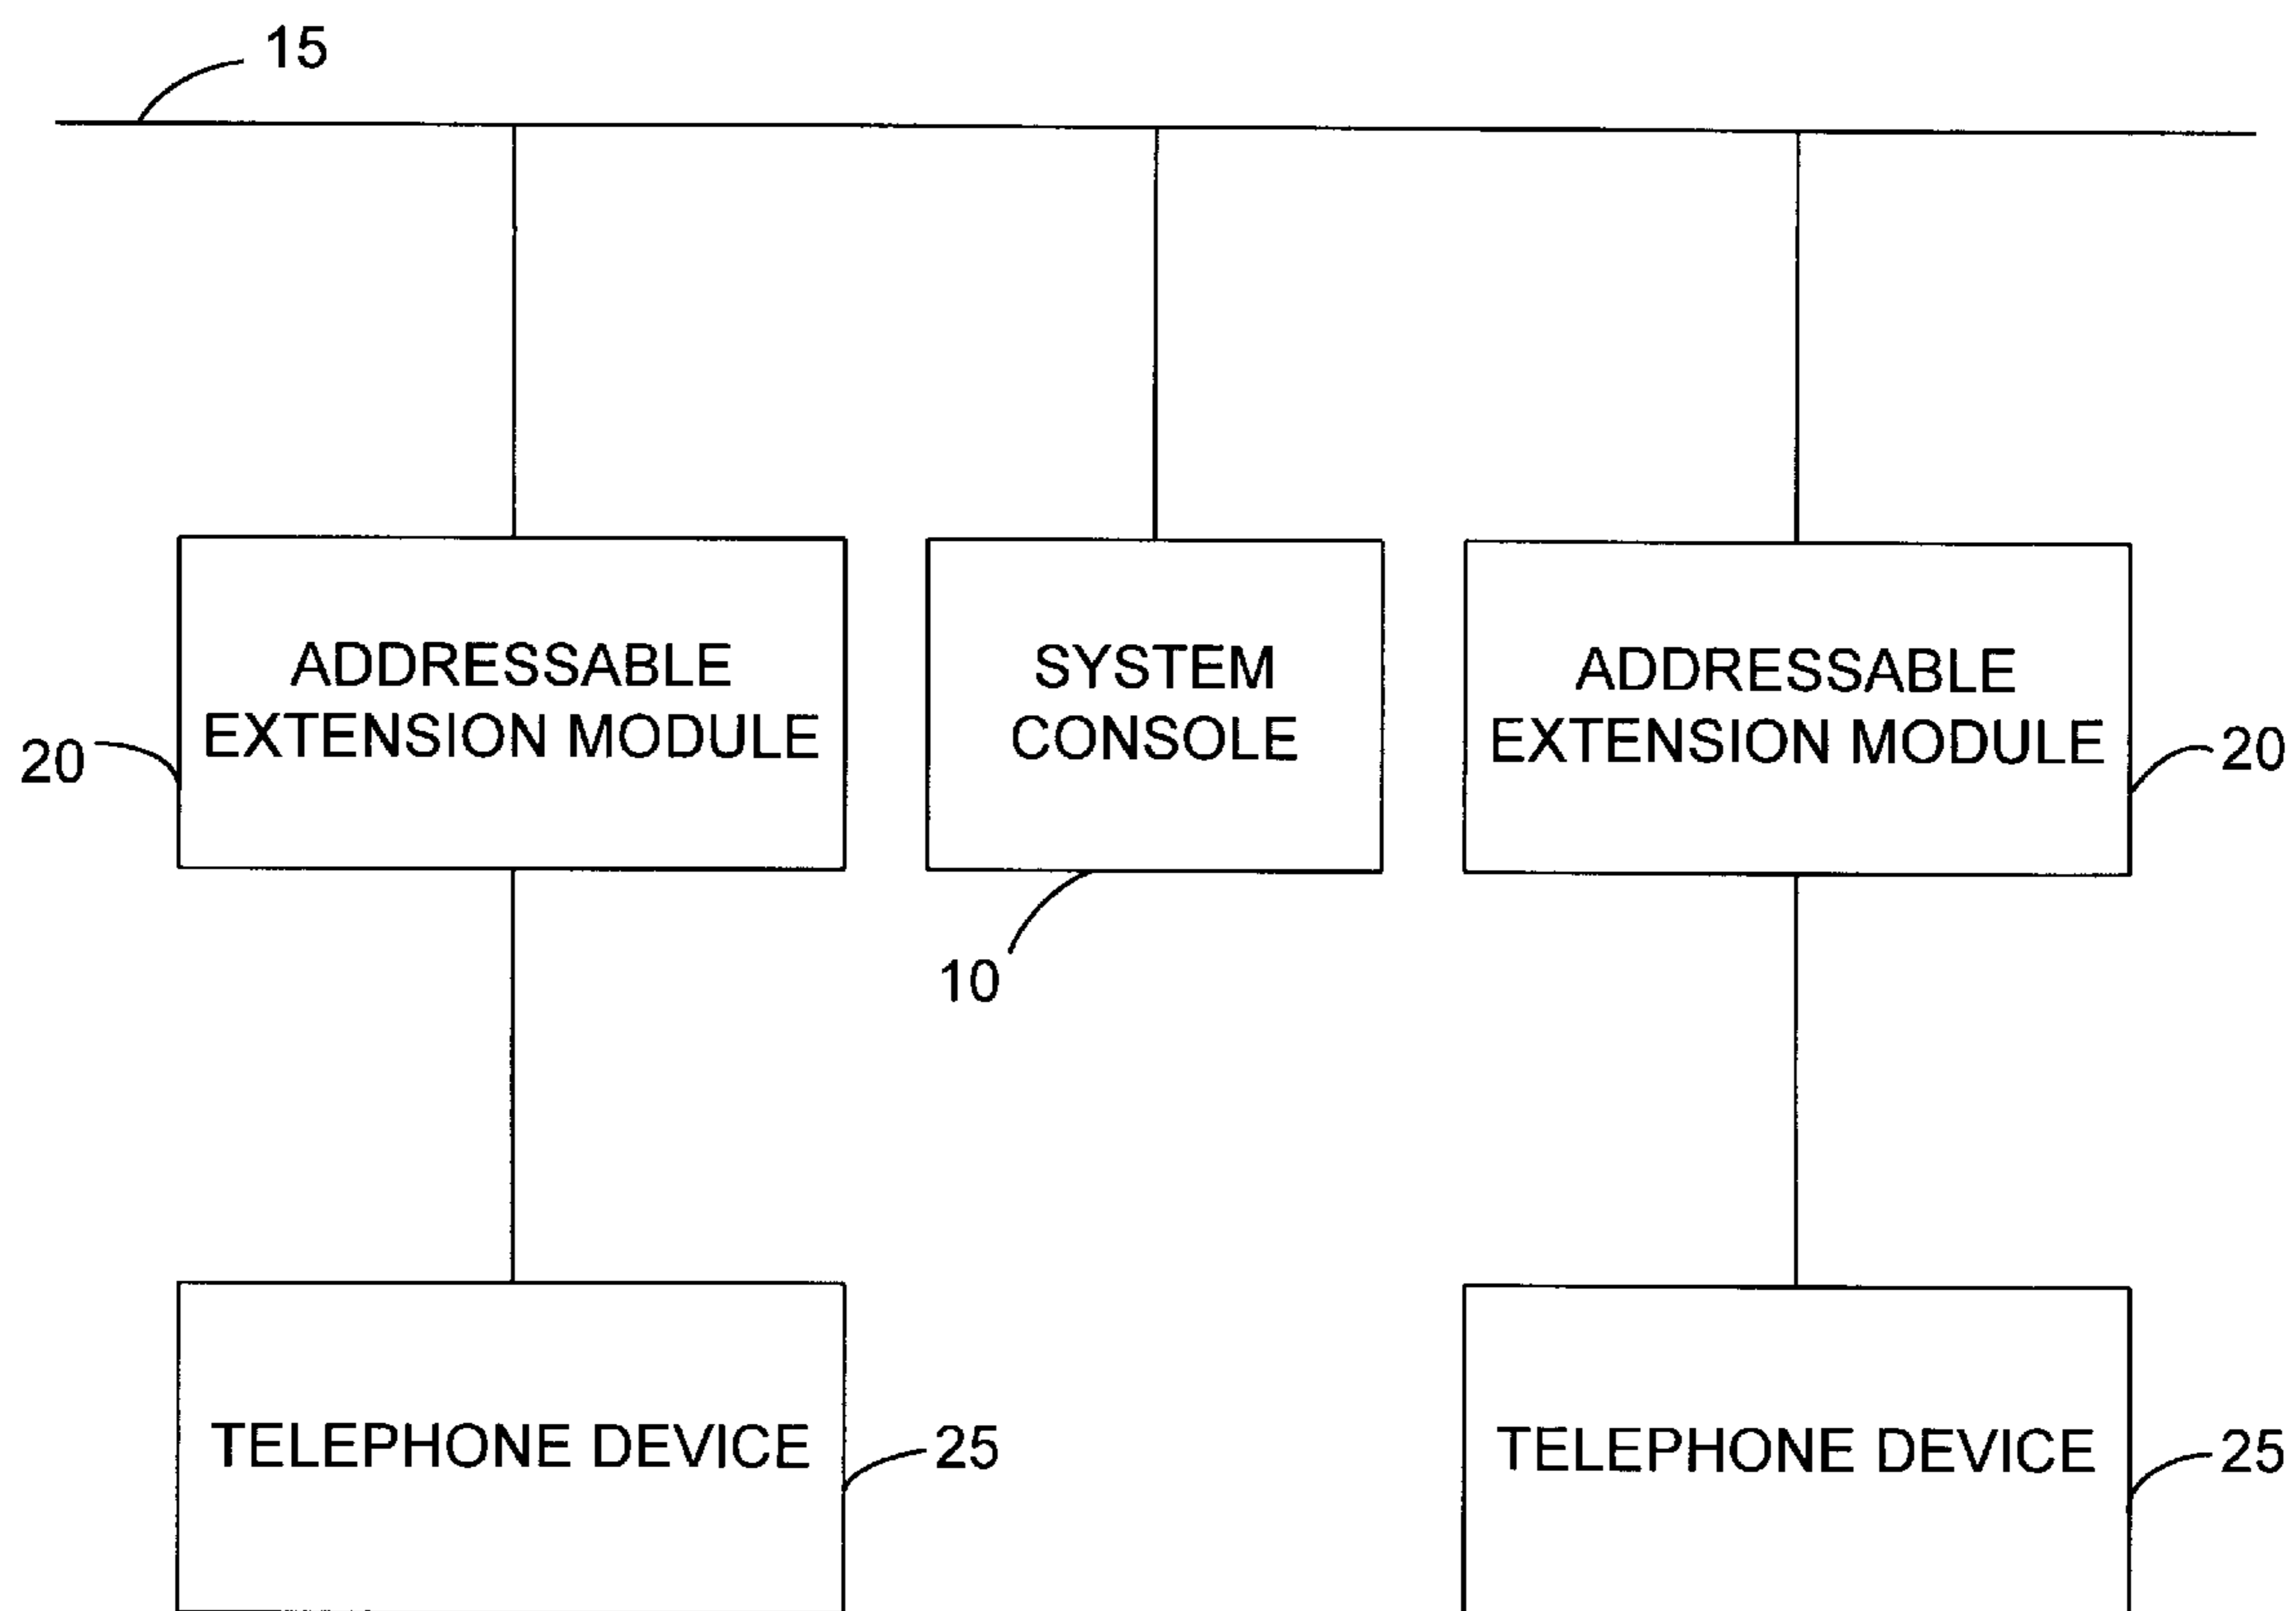 15
ADDRESSABLE
EXTENSION MODULE
20
SYSTEM
CONSOLE
10
ADDRESSABLE
EXTENSION MODULE
20
TELEPHONE DEVICE
25
TELEPHONE DEVICE
25